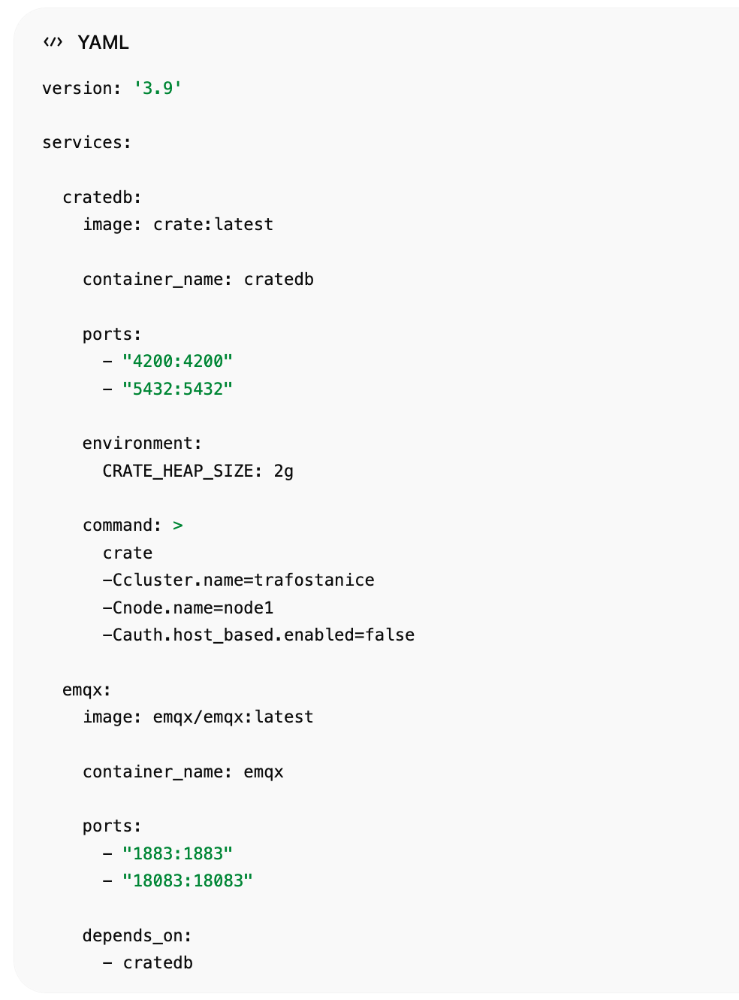 </> YAML
version: '3.9'
services:
cratedb:
image: crate:latest
container_name: cratedb
ports:
- "4200:4200"
- "5432:5432"
environment:
CRATE_HEAP_SIZE: 2g
command: >
crate
-Ccluster.name=trafostanice
-Cnode.name=node1
-Cauth.host_based.enabled=false
emqx:
image: emqx/emqx:latest
container_name: emqx
ports:
- "1883:1883"
- "18083:18083"
depends_on:
- cratedb